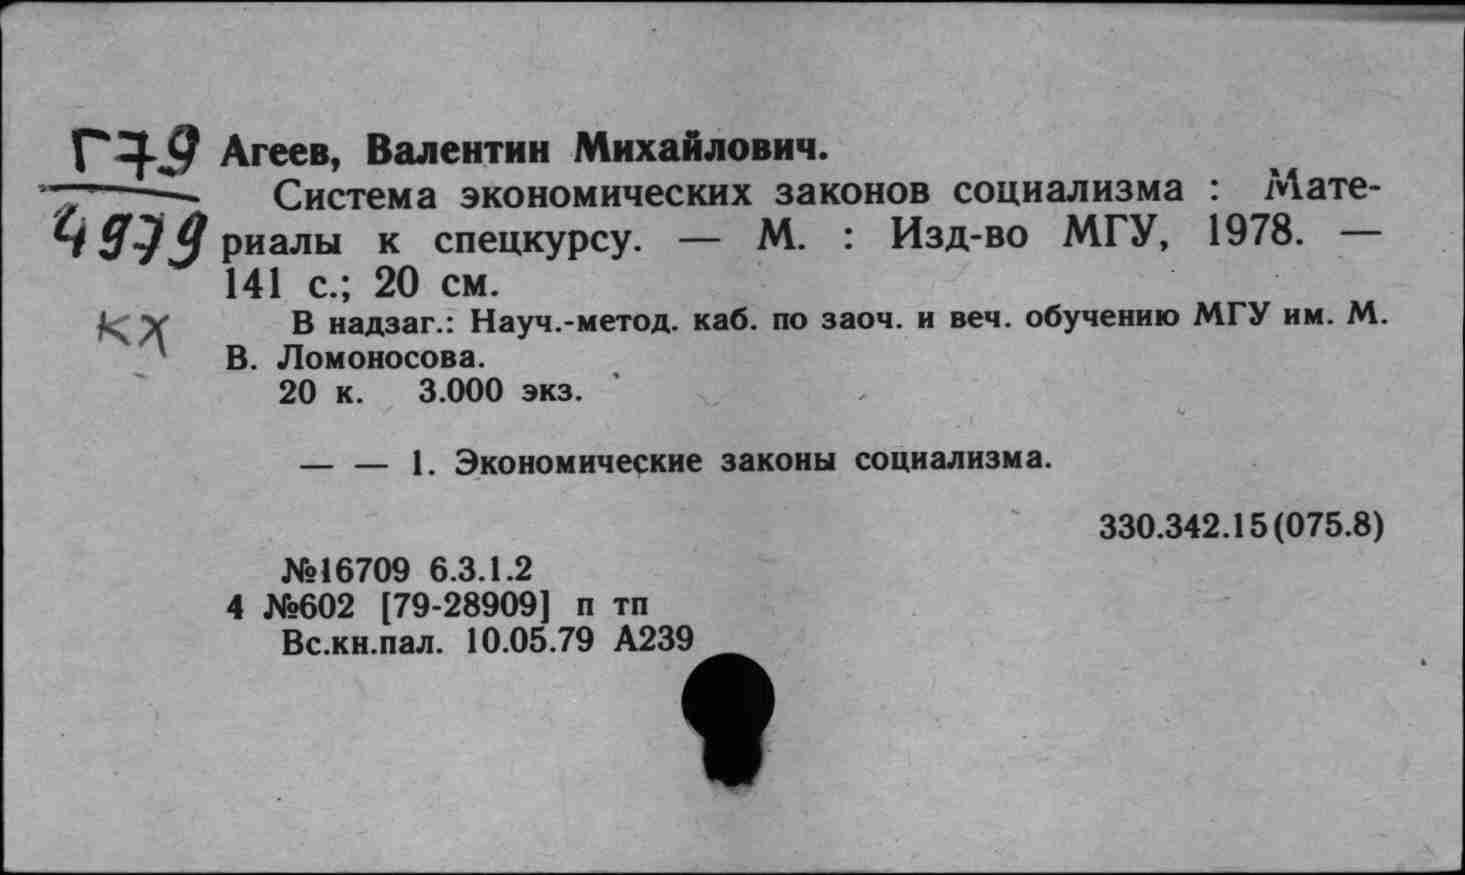 Г79 Агеев, Валентин Михайлович.
Система экономических законов социализма : Мате-
4979 риалы к спецкурсу. — М. : Изд-во МГУ, 1978. —
141 с.; 20 см.
кх В надзаг.: Науч.-метод. каб. по заоч. и веч. обучению МГУ им. М.
В. Ломоносова.
20 к. 3.000 экз.
— — 1. Экономические законы социализма.
330.342.15(075.8)
№16709 6.3.1.2
4 №602 [79-28909] п тп
Вс.кн.пал. 10.05.79 А239